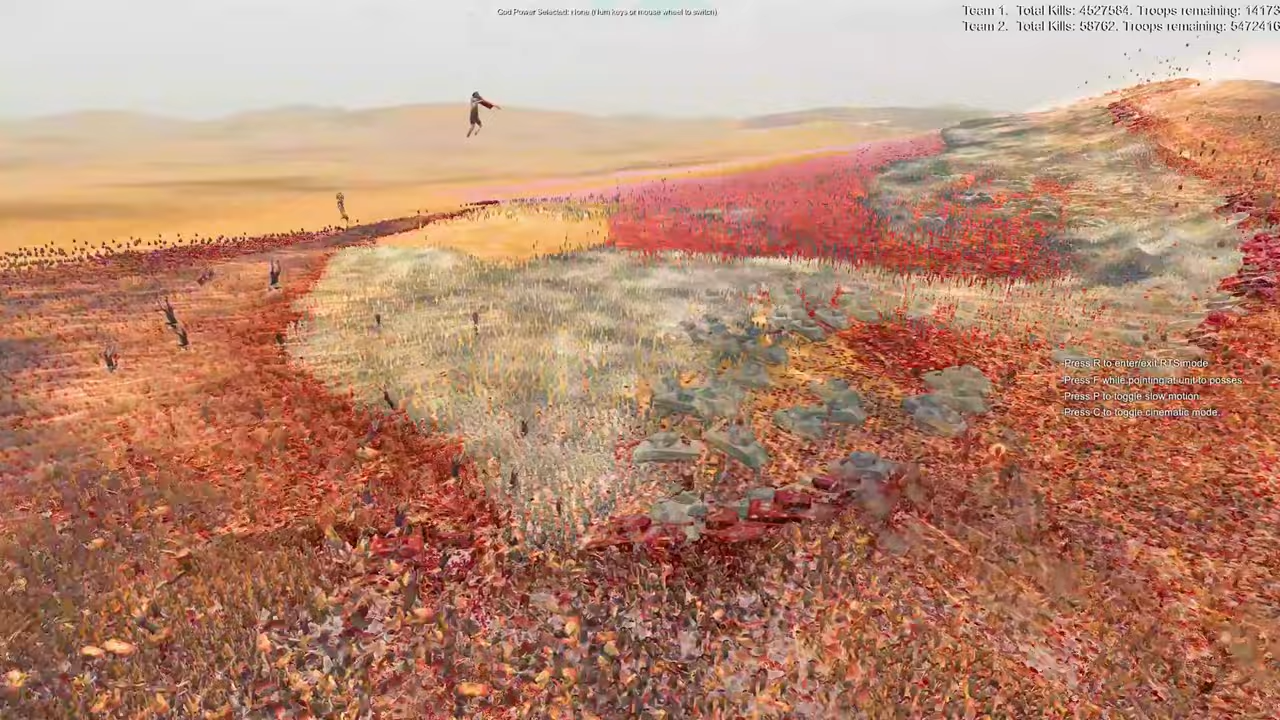 God Power Selected: None (Num keys or mouse wheel to switch)
Team 1. Total Kills: 4527584. Troops remaining: 14173
Team 2. Total Kills: 58762. Troops remaining: 5472416
Press R to enter/exit RTS mode
Press F while pointing at unit to posses.
Press P to toggle slow motion.
Press C to toggle cinematic mode.